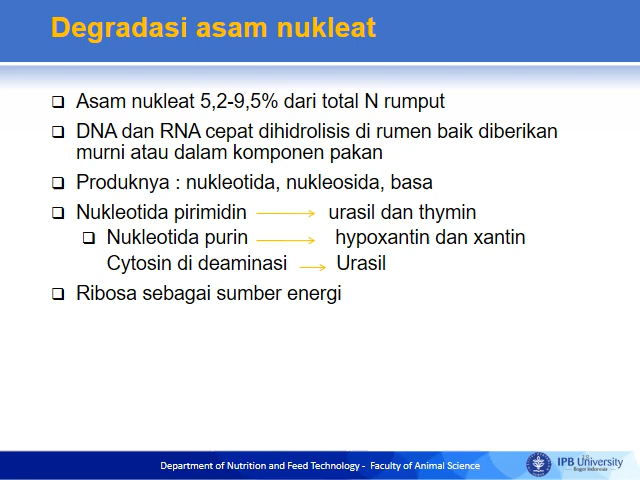 Degradasi asam nukleat
Asam nukleat 5,2-9,5% dari total N rumput
DNA dan RNA cepat dihidrolisis di rumen baik diberikan
murni atau dalam komponen pakan
Produknya : nukleotida, nukleosida, basa
Nukleotida pirimidin → urasil dan thymin
Nukleotida purin → hypoxantin dan xantin
Cytosin di deaminasi → Urasil
Ribosa sebagai sumber energi
Department of Nutrition and Feed Technology - Faculty of Animal Science
IPB University
Bogor Indonesia